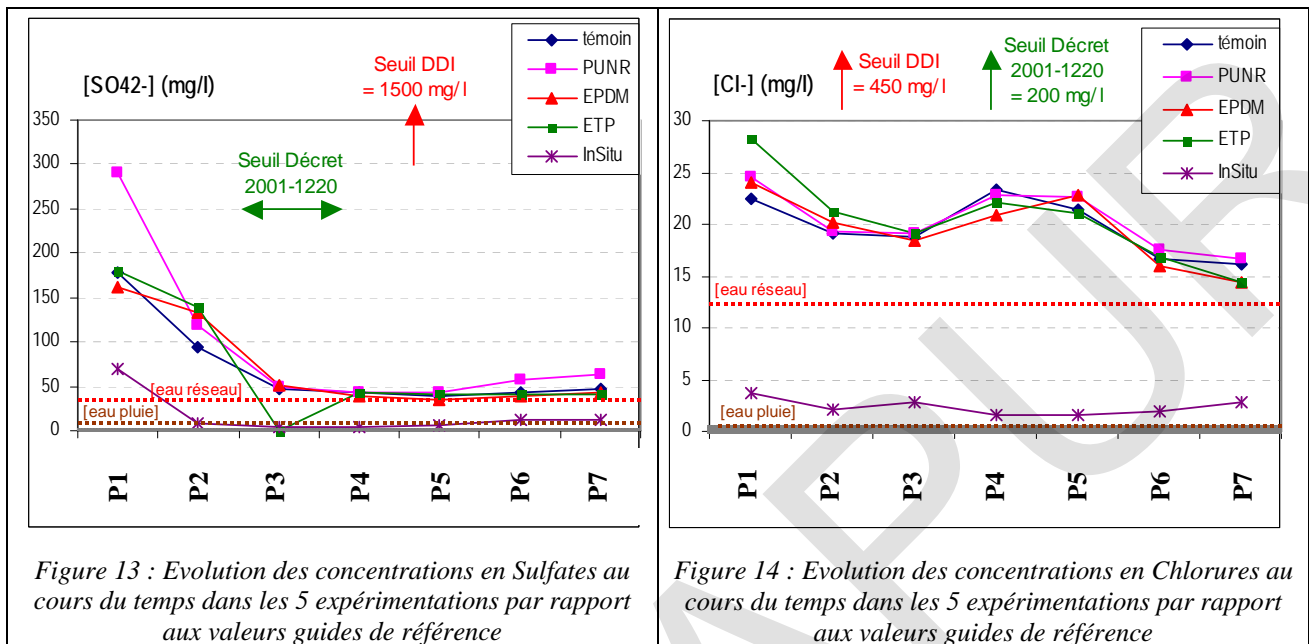 [SO42-] (mg/l)
Seuil DDI
= 1500 mg/l
Seuil Décret
2001-1220
témoin
PUNR
EPDM
ETP
InSitu
350
300
250
200
150
100
50
0
[eau réseau]
[eau pluie]
P1
P2
P3
P4
P5
P6
P7
Figure 13 : Evolution des concentrations en Sulfates au
cours du temps dans les 5 expérimentations par rapport
aux valeurs guides de référence
[Cl-] (mg/l)
Seuil DDI
= 450 mg/l
Seuil Décret
2001-1220
= 200 mg/l
témoin
PUNR
EPDM
ETP
InSitu
30
25
20
15
10
5
0
[eau réseau]
[eau pluie]
P1
P2
P3
P4
P5
P6
P7
Figure 14 : Evolution des concentrations en Chlorures au
cours du temps dans les 5 expérimentations par rapport
aux valeurs guides de référence
APUR